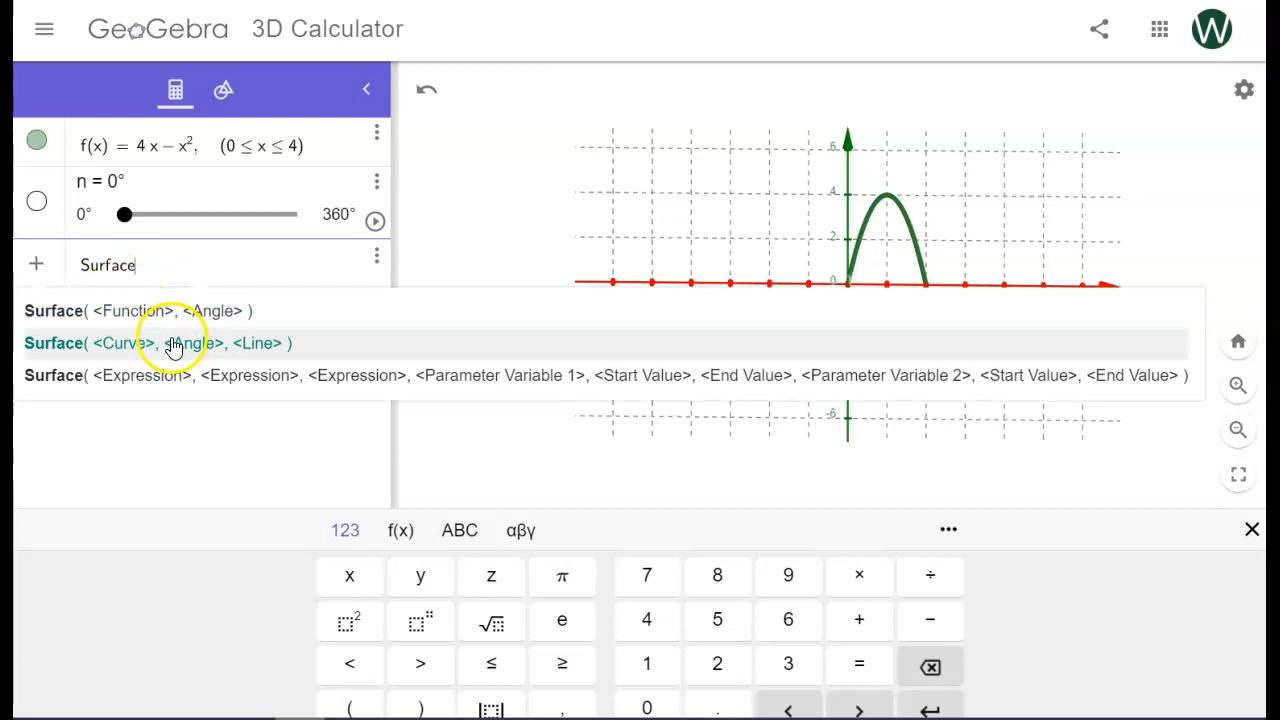 GeoGebra 3D Calculator
W
f(x) = 4 x − x², (0 ≤ x ≤ 4)
n = 0°
0° 360°
+ Surface
Surface( <Function>, <Angle> )
Surface( <Curve>, <Angle>, <Line> )
Surface( <Expression>, <Expression>, <Expression>, <Parameter Variable 1>, <Start Value>, <End Value>, <Parameter Variable 2>, <Start Value>, <End Value> )
6
4
2
0
-6
123 f(x) ABC αβγ
x y z π 7 8 9 × ÷
e 4 5 6 + −
< > ≤ ≥ 1 2 3 =
( ) , 0 .